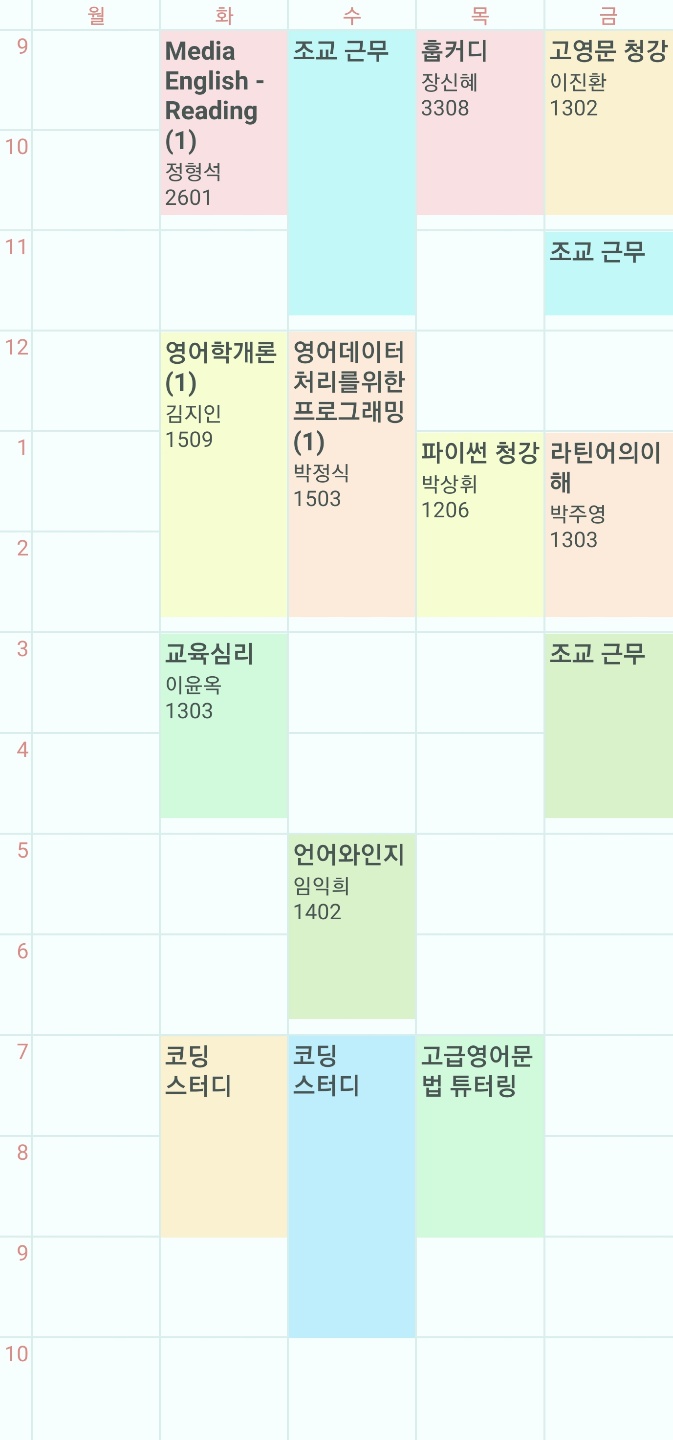 월 화 수 목 금
9
Media
English -
Reading
(1)
정형석
2601
조교 근무
홉커디
장신혜
3308
고영문 청강
이진환
1302
10
11
조교 근무
12
영어학개론
(1)
김지인
1509
영어데이터
처리를위한
프로그래밍
(1)
박정식
1503
1
파이썬 청강
박상휘
1206
라틴어의이
해
박주영
1303
2
3
교육심리
이윤옥
1303
조교 근무
4
5
언어와인지
임익희
1402
6
7
코딩
스터디
코딩
스터디
고급영어문
법 튜터링
8
9
10